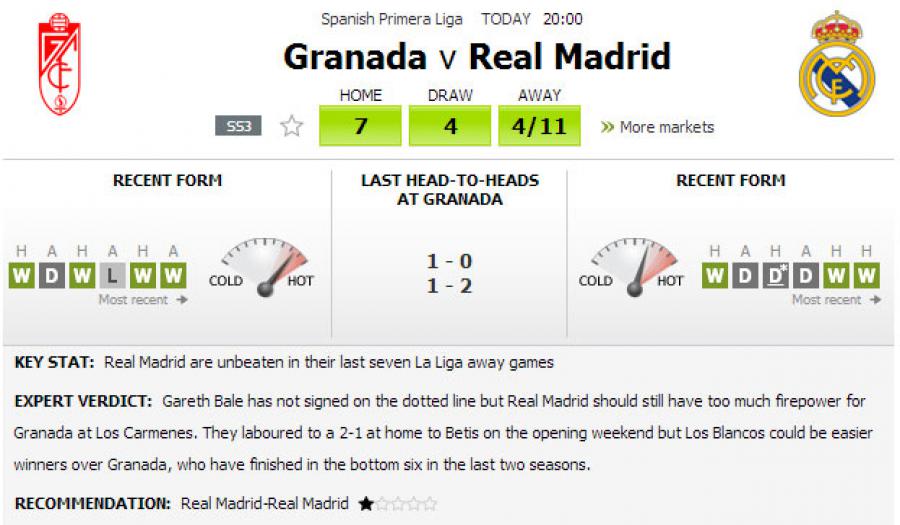 Spanish Primera Liga TODAY 20:00
Granada v Real Madrid
HOME DRAW AWAY
SS3 7 4 4/11 » More markets
RECENT FORM
LAST HEAD-TO-HEADS
AT GRANADA
RECENT FORM
H A H A H A
W D W L W W
Most recent
COLD HOT
1 - 0
1 - 2
COLD HOT
H A H A H H
W D D* D W W
Most recent
KEY STAT: Real Madrid are unbeaten in their last seven La Liga away games
EXPERT VERDICT: Gareth Bale has not signed on the dotted line but Real Madrid should still have too much firepower for
Granada at Los Carmenes. They laboured to a 2-1 at home to Betis on the opening weekend but Los Blancos could be easier
winners over Granada, who have finished in the bottom six in the last two seasons.
RECOMMENDATION: Real Madrid-Real Madrid